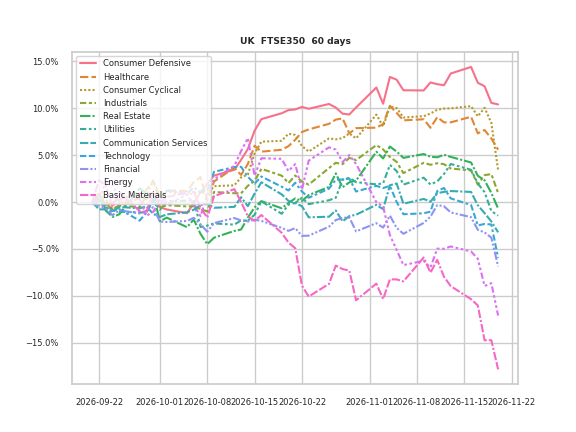 UK  FTSE350  60 days
15.0%
10.0%
5.0%
0.0%
−5.0%
−10.0%
−15.0%
Consumer Defensive
Healthcare
Consumer Cyclical
Industrials
Real Estate
Utilities
Communication Services
Technology
Financial
Energy
Basic Materials
2026-09-22
2026-10-01
2026-10-08
2026-10-15
2026-10-22
2026-11-01
2026-11-08
2026-11-15
2026-11-22